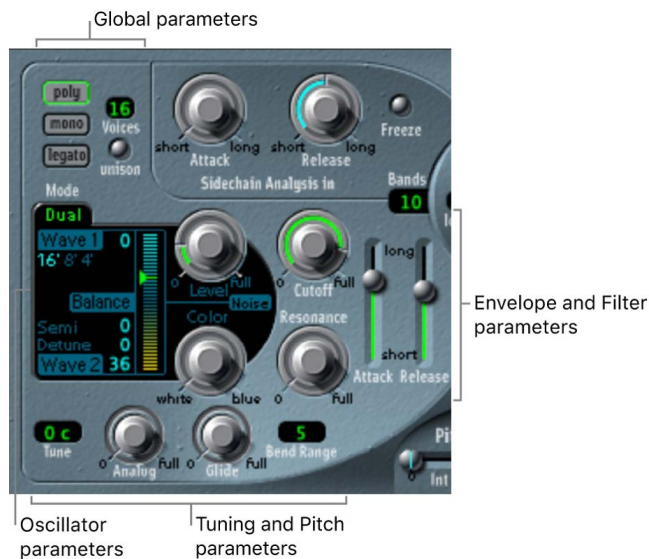 Global parameters
poly
16
mono
Voices
legato
unison
Mode
short
long
Attack
short
long
Release
Freeze
Sidechain Analysis in
Bands
10
Dual
Wave 1 0
16' 8' 4'
Balance
Semi 0
Detune 0
Wave 2 36
0
full
Level
Noise
Color
white
blue
0
full
Cutoff
Resonance
0
full
long
short
Attack
Release
Envelope and Filter
parameters
0 c
Tune
0
full
Analog
0
full
Glide
5
Bend Range
0
Int
Oscillator
parameters
Tuning and Pitch
parameters